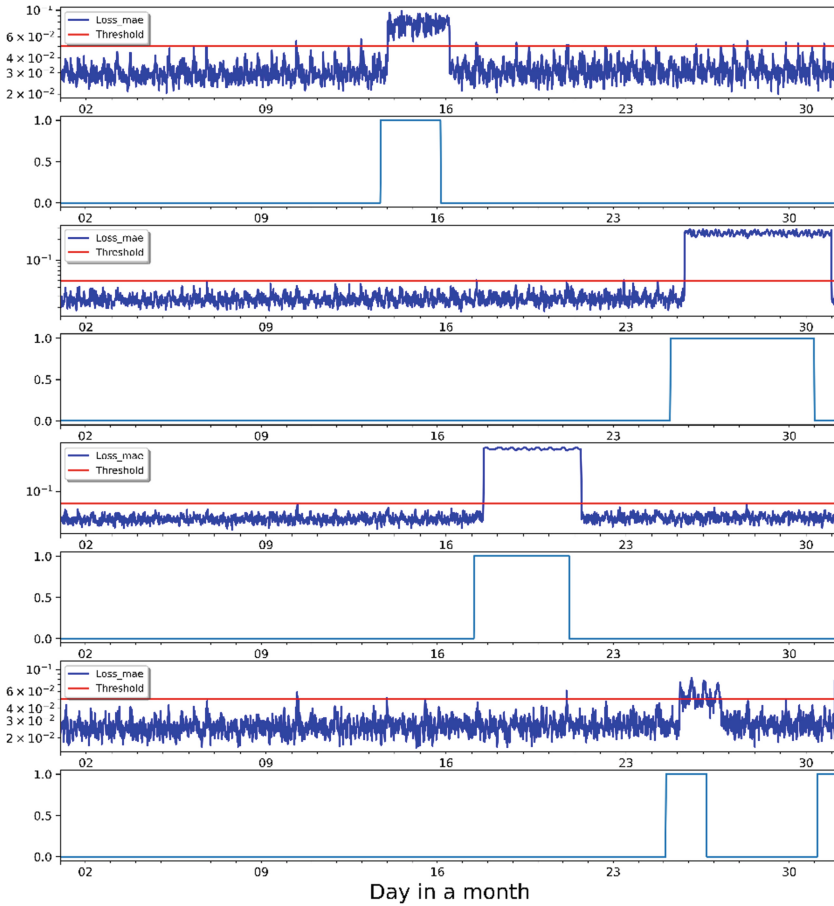 10⁻¹
Loss_mae
Threshold
6 × 10⁻²
4 × 10⁻²
3 × 10⁻²
2 × 10⁻²
02 09 16 23 30
1.0
0.5
0.0
02 09 16 23 30
Loss_mae
Threshold
10⁻¹
02 09 16 23 30
1.0
0.5
0.0
02 09 16 23 30
Loss_mae
Threshold
10⁻¹
02 09 16 23 30
1.0
0.5
0.0
02 09 16 23 30
10⁻¹
Loss_mae
Threshold
6 × 10⁻²
4 × 10⁻²
3 × 10⁻²
2 × 10⁻²
02 09 16 23 30
1.0
0.5
0.0
02 09 16 23 30
Day in a month